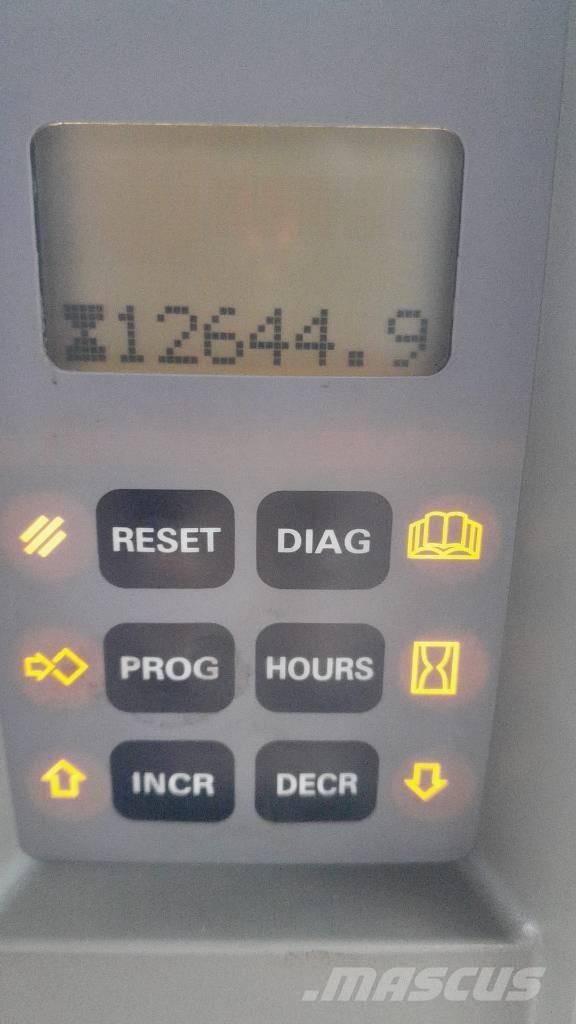 12644.9
RESET DIAG
PROG HOURS
INCR DECR
.MASCUS